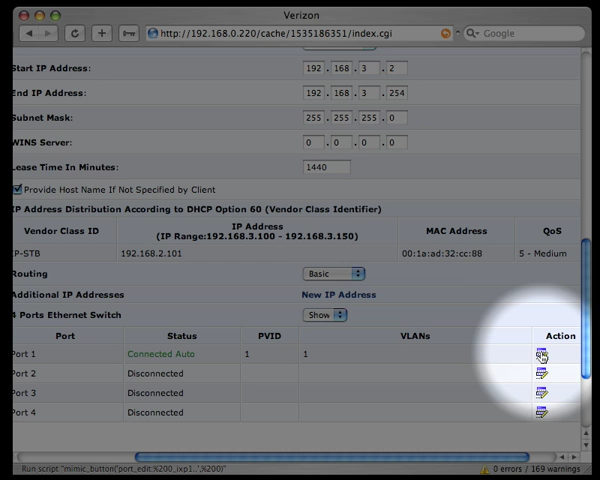 Verizon
http://192.168.0.220/cache/1535186351/index.cgi
Google
Start IP Address: 192 . 168 . 3 . 2
End IP Address: 192 . 168 . 3 . 254
Subnet Mask: 255 . 255 . 255 . 0
WINS Server: 0 . 0 . 0 . 0
Lease Time In Minutes: 1440
Provide Host Name If Not Specified by Client
IP Address Distribution According to DHCP Option 60 (Vendor Class Identifier)
Vendor Class ID IP Address MAC Address QoS
(IP Range:192.168.3.100 - 192.168.3.150)
IP-STB 192.168.2.101 00:1a:ad:32:cc:88 5 - Medium
Routing Basic
Additional IP Addresses New IP Address
4 Ports Ethernet Switch Show
Port Status PVID VLANs Action
Port 1 Connected Auto 1 1
Port 2 Disconnected
Port 3 Disconnected
Port 4 Disconnected
Run script "mimic_button('port_edit:%200_ixp1..',%200)"
0 errors / 169 warnings